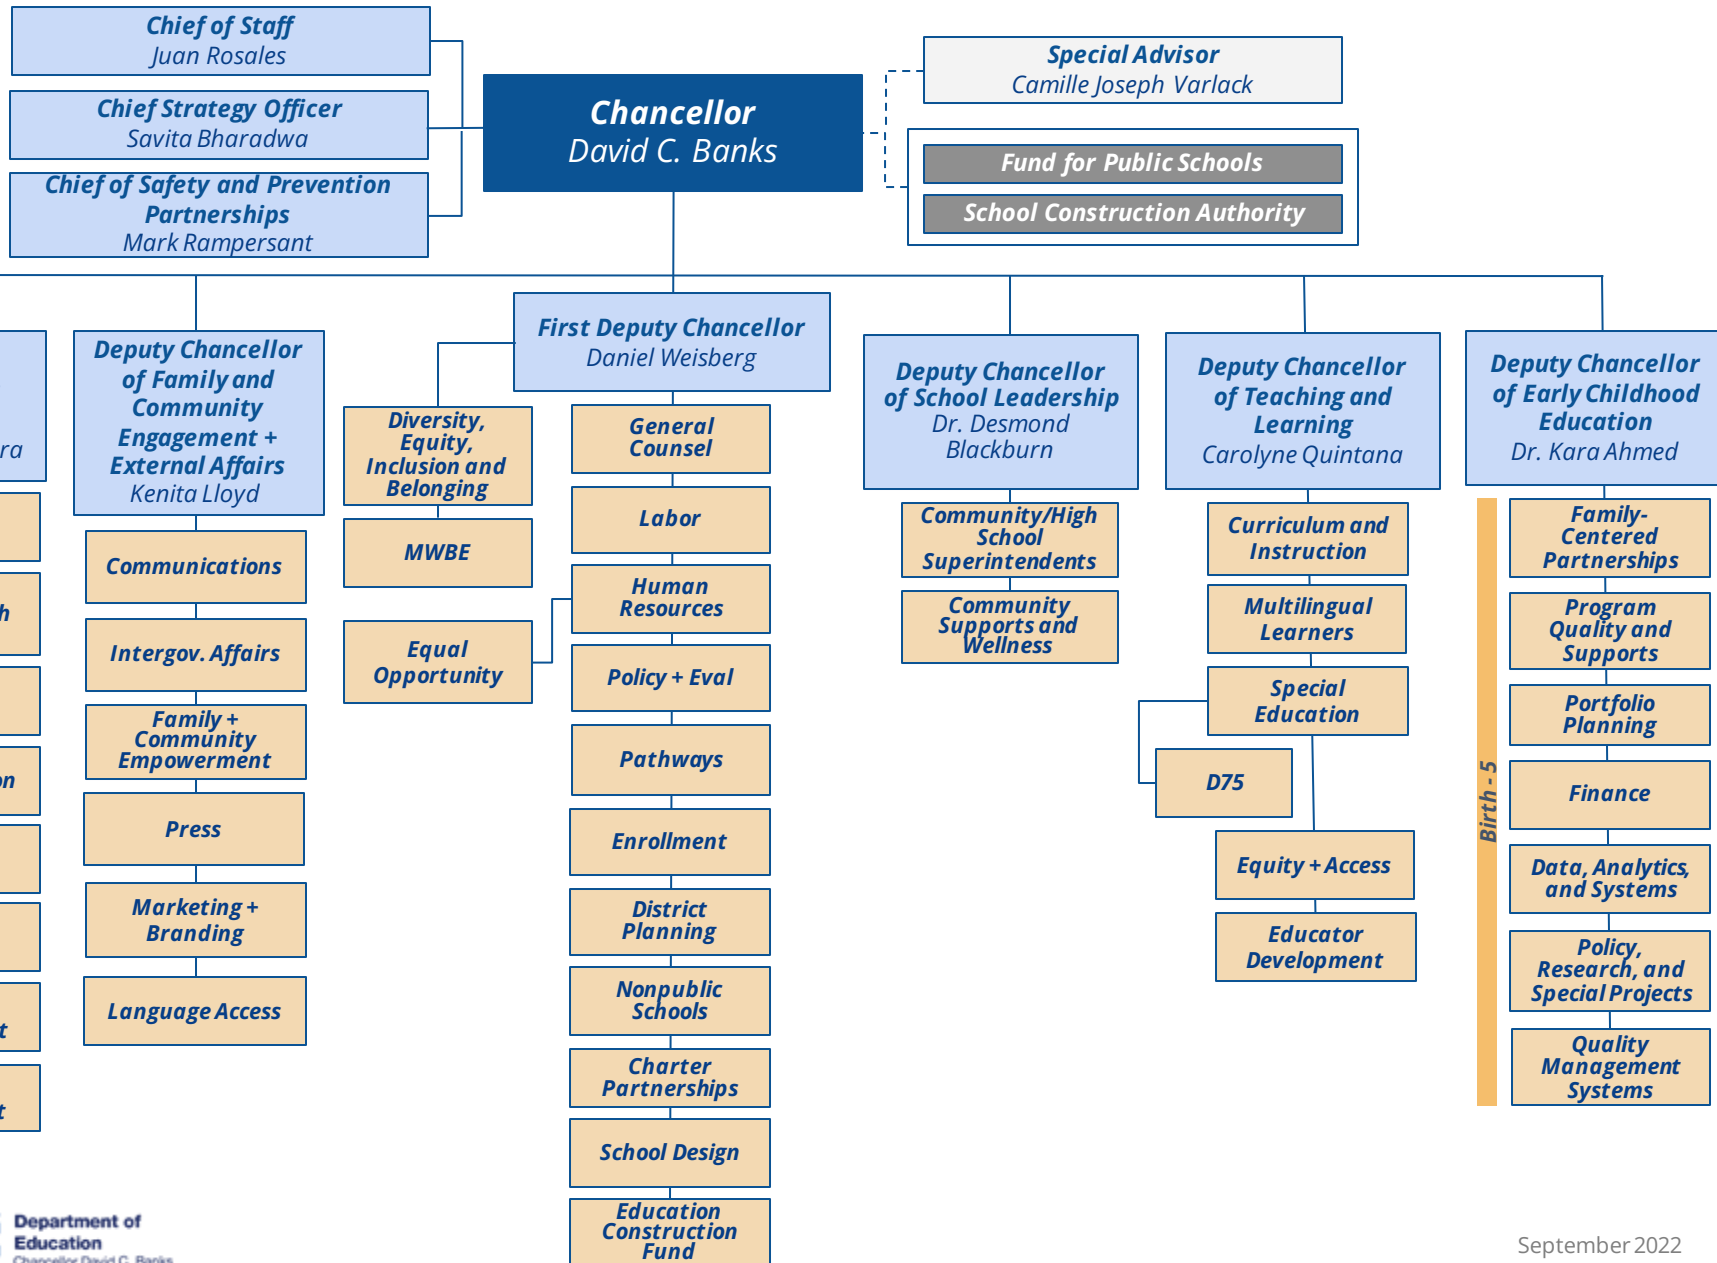 Chief of Staff
Juan Rosales
Chief Strategy Officer
Savita Bharadwa
Chief of Safety and Prevention
Partnerships
Mark Rampersant
Chancellor
David C. Banks
Special Advisor
Camille Joseph Varlack
Fund for Public Schools
School Construction Authority
ra
h
on
t
t
Deputy Chancellor
of Family and
Community
Engagement +
External Affairs
Kenita Lloyd
Communications
Intergov. Affairs
Family +
Community
Empowerment
Press
Marketing +
Branding
Language Access
First Deputy Chancellor
Daniel Weisberg
Diversity,
Equity,
Inclusion and
Belonging
MWBE
Equal
Opportunity
General
Counsel
Labor
Human
Resources
Policy + Eval
Pathways
Enrollment
District
Planning
Nonpublic
Schools
Charter
Partnerships
School Design
Education
Construction
Fund
Deputy Chancellor
of School Leadership
Dr. Desmond
Blackburn
Community/High
School
Superintendents
Community
Supports and
Wellness
Deputy Chancellor
of Teaching and
Learning
Carolyne Quintana
Curriculum and
Instruction
Multilingual
Learners
Special
Education
D75
Equity + Access
Educator
Development
Deputy Chancellor
of Early Childhood
Education
Dr. Kara Ahmed
Birth - 5
Family-
Centered
Partnerships
Program
Quality and
Supports
Portfolio
Planning
Finance
Data, Analytics,
and Systems
Policy,
Research, and
Special Projects
Quality
Management
Systems
Department of
Education
Chancellor David C. Banks
September 2022